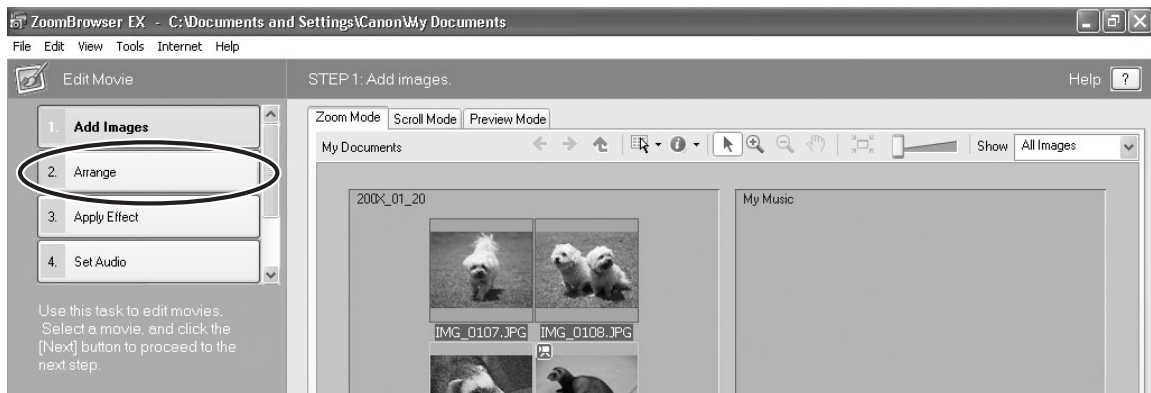 ZoomBrowser EX - C:\Documents and Settings\Canon\My Documents
File Edit View Tools Internet Help
Edit Movie
STEP 1: Add images.
Help ?
1. Add Images
2. Arrange
3. Apply Effect
4. Set Audio
Use this task to edit movies.
Select a movie, and click the
[Next] button to proceed to the
next step.
Zoom Mode Scroll Mode Preview Mode
My Documents
Show All Images
200X_01_20
IMG_0107.JPG IMG_0108.JPG
My Music